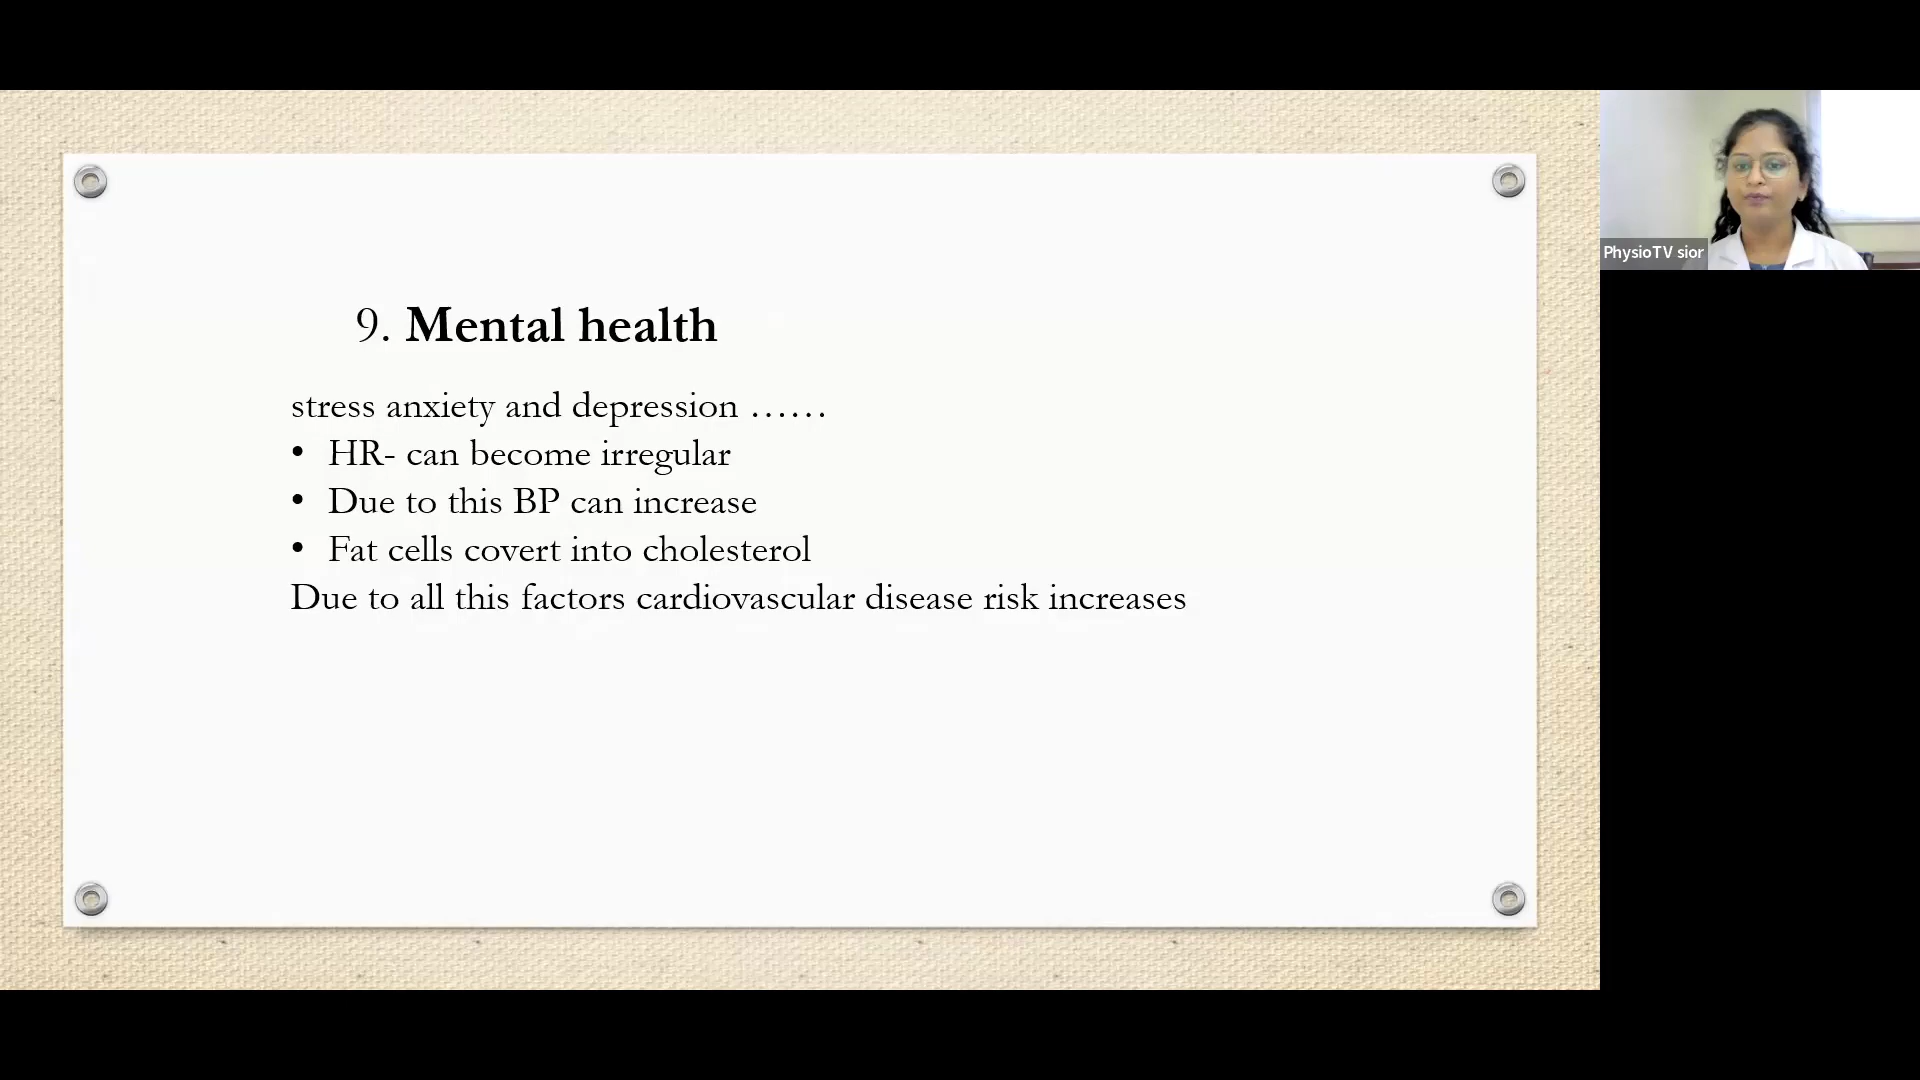 9. Mental health
stress anxiety and depression ......
• HR- can become irregular
• Due to this BP can increase
• Fat cells covert into cholesterol
Due to all this factors cardiovascular disease risk increases
PhysioTV sior